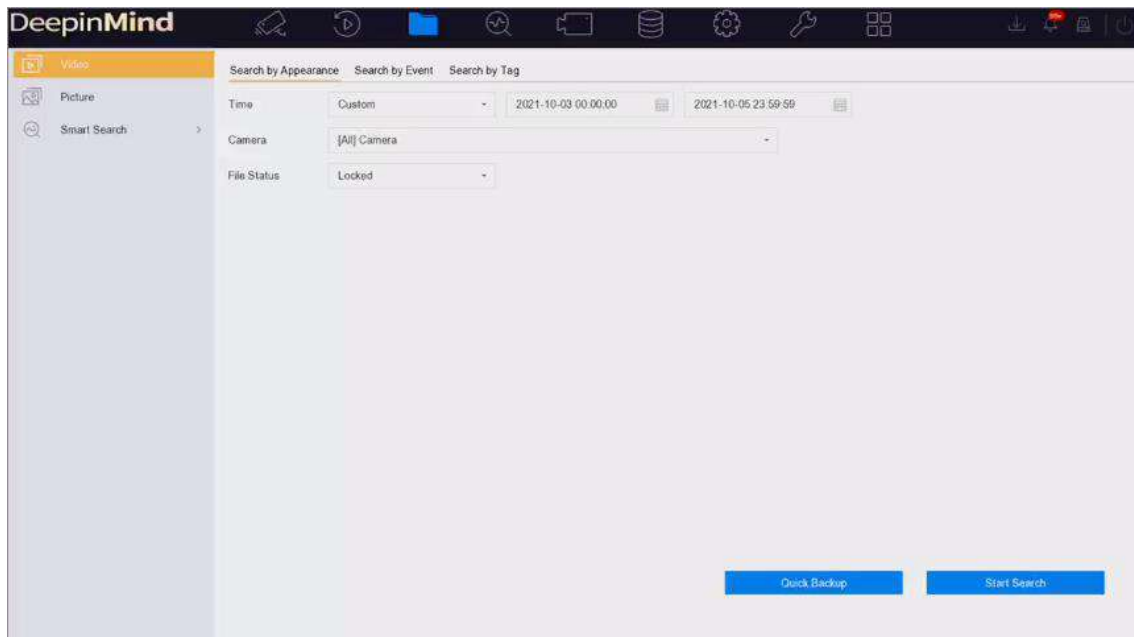 DeepinMind
Video
Picture
Smart Search
Search by Appearance Search by Event Search by Tag
Time Custom 2021-10-03 00:00:00 2021-10-05 23:59:59
Camera [All] Camera
File Status Locked
Quick Backup Start Search